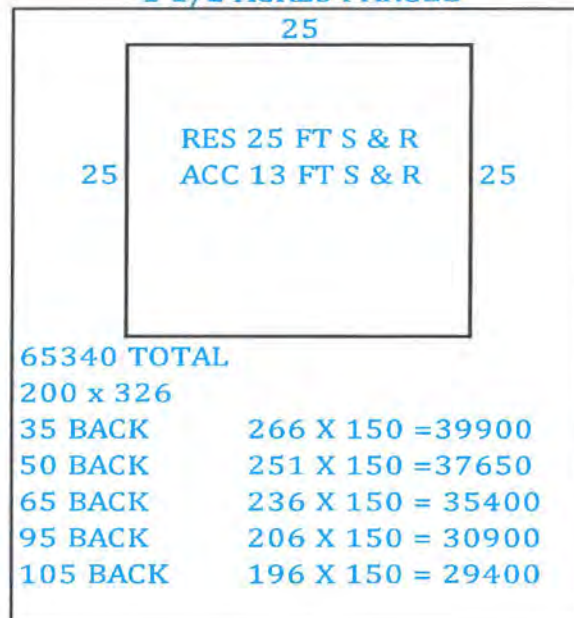 25
RES 25 FT S & R
25 ACC 13 FT S & R 25
65340 TOTAL
200 x 326
35 BACK 266 X 150 =39900
50 BACK 251 X 150 =37650
65 BACK 236 X 150 = 35400
95 BACK 206 X 150 = 30900
105 BACK 196 X 150 = 29400